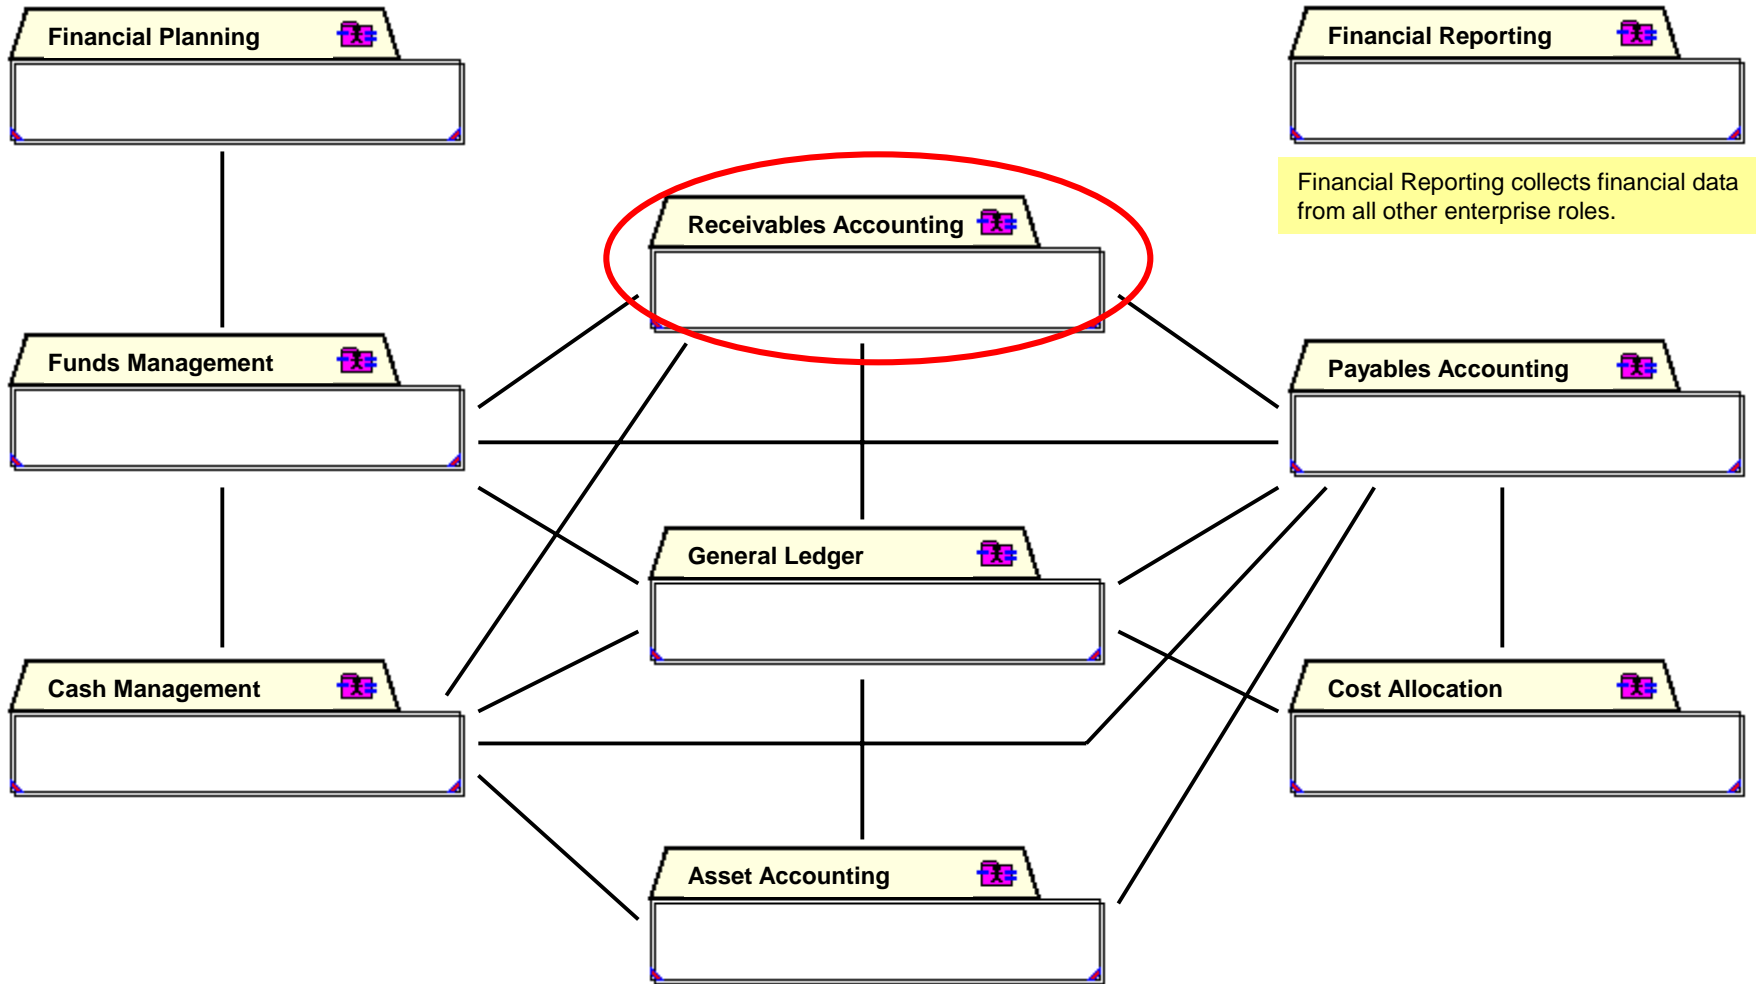 Financial Planning
Financial Reporting
Financial Reporting collects financial data
from all other enterprise roles.
Receivables Accounting
Funds Management
Payables Accounting
General Ledger
Cash Management
Cost Allocation
Asset Accounting